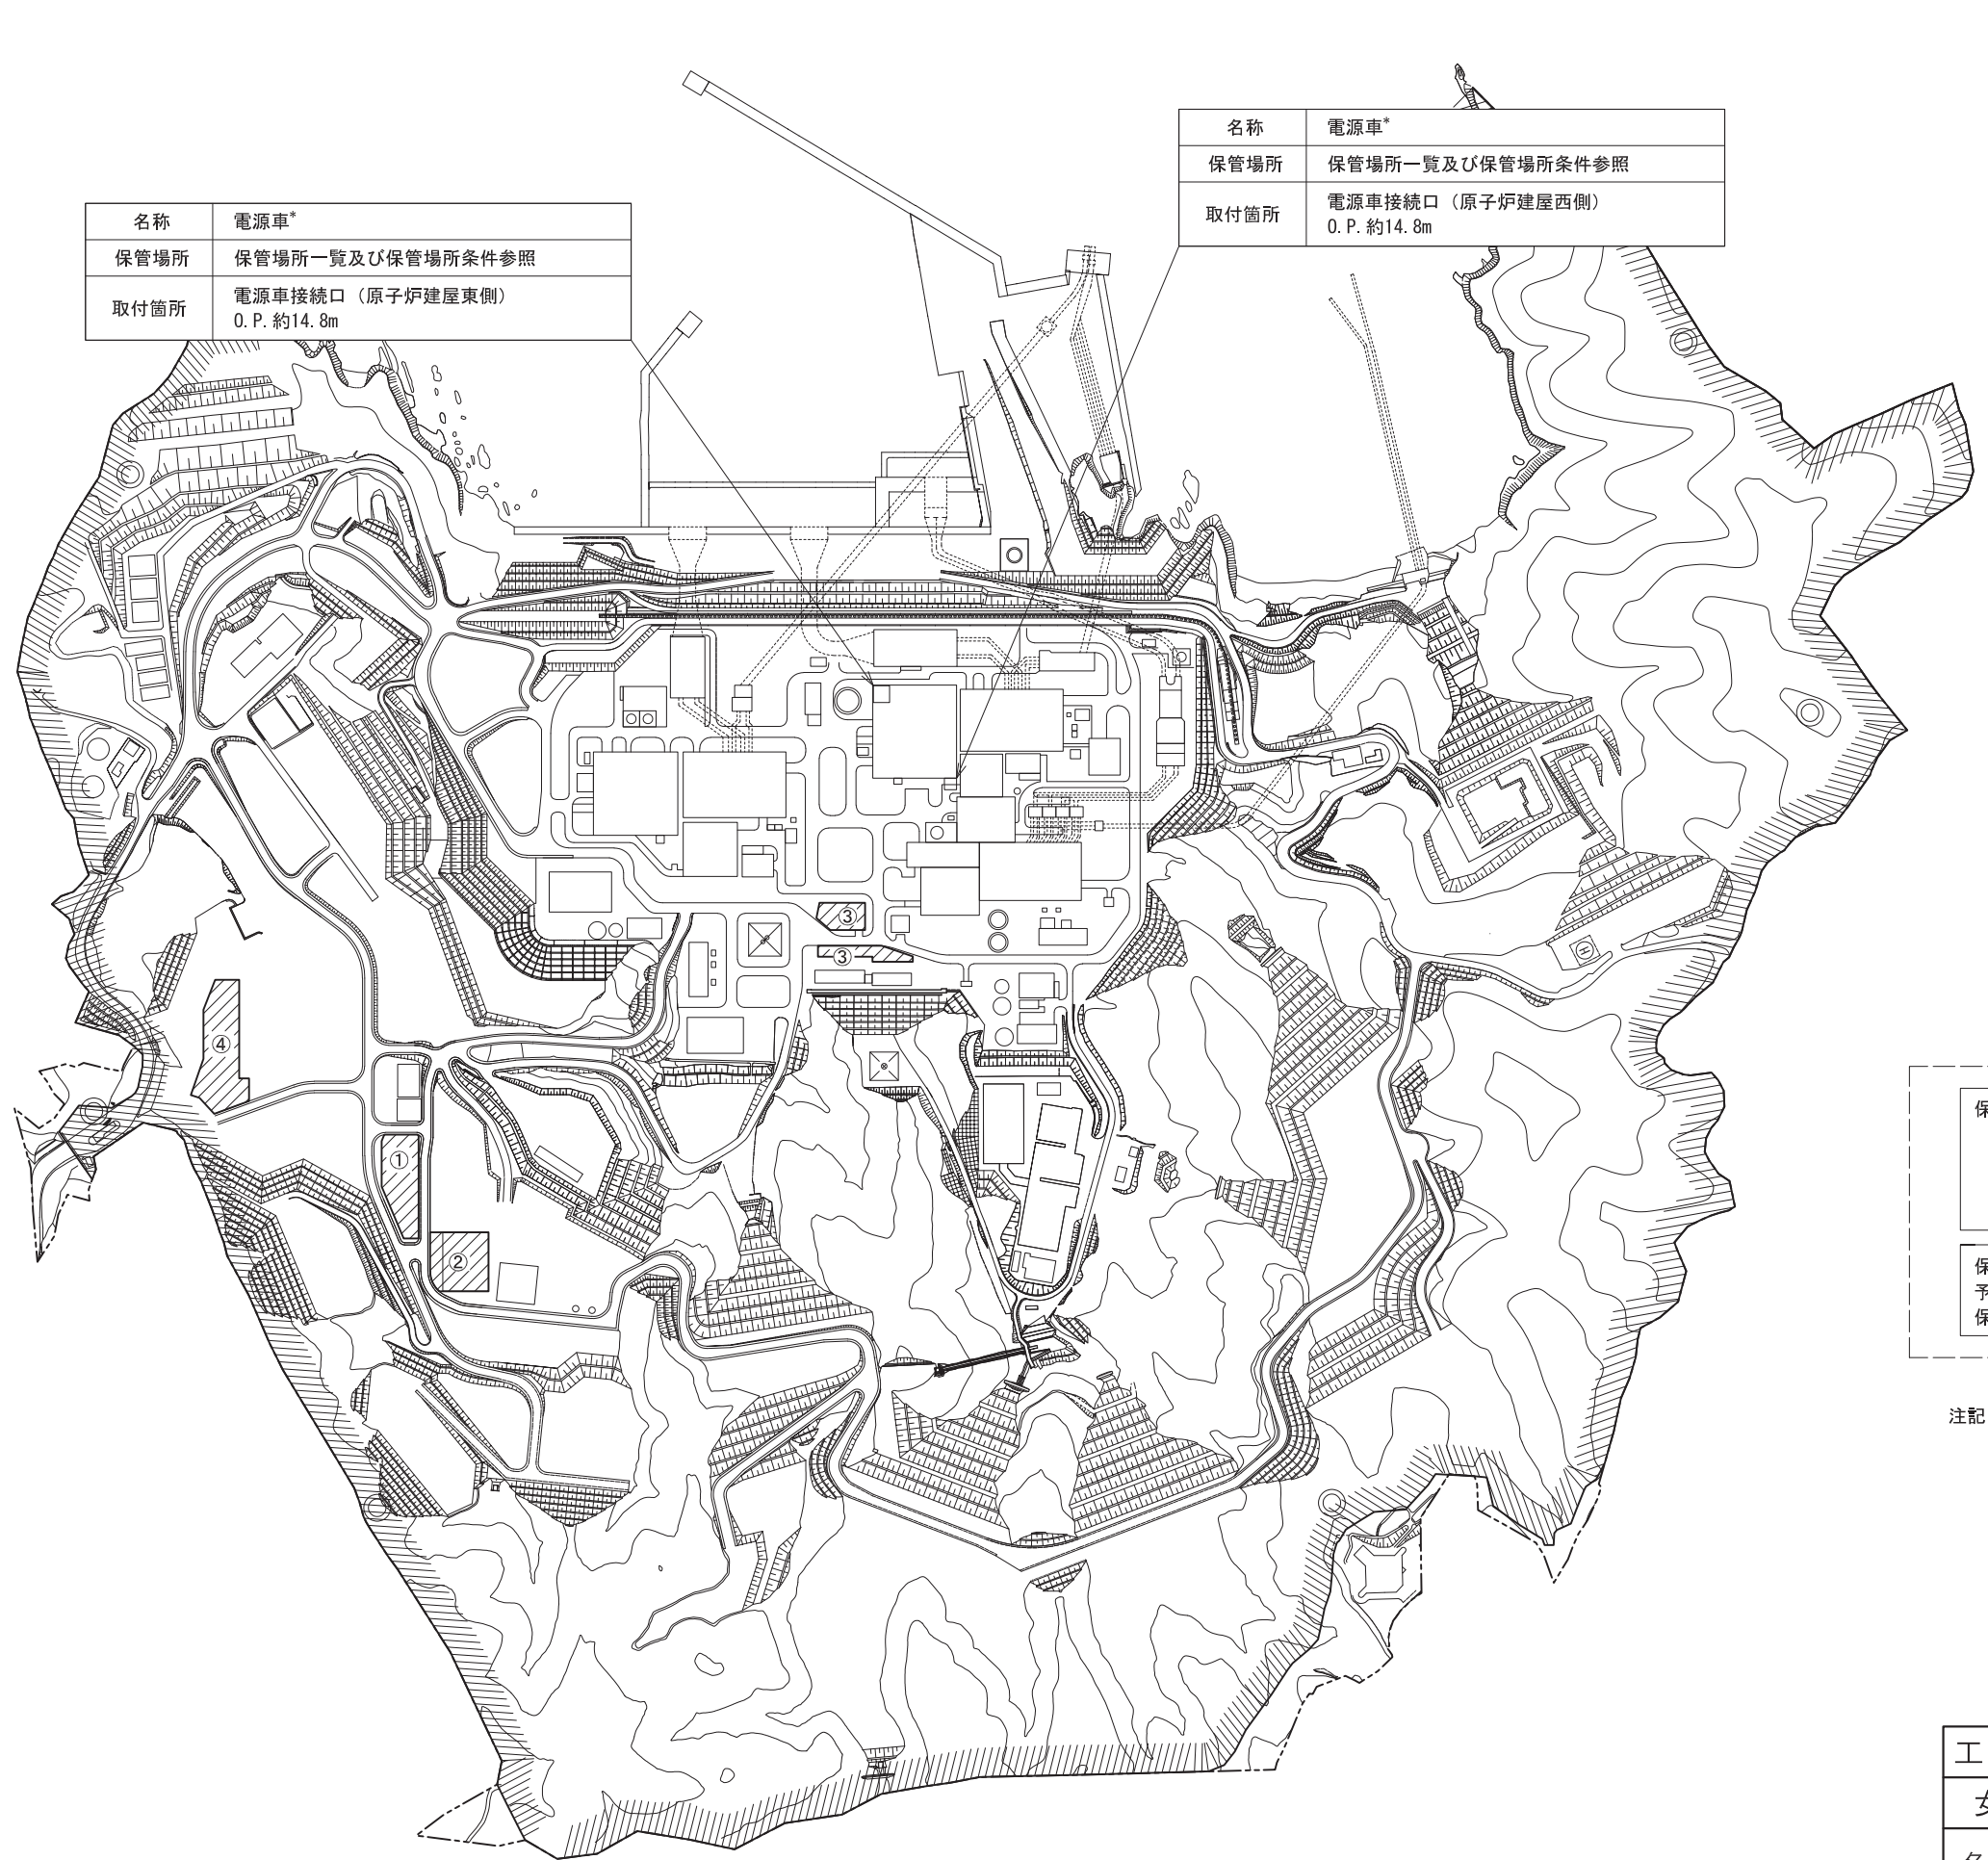 名称 電源車*
保管場所 保管場所一覧及び保管場所条件参照
取付箇所 電源車接続口（原子炉建屋西側）
O.P.約14.8m
名称 電源車*
保管場所 保管場所一覧及び保管場所条件参照
取付箇所 電源車接続口（原子炉建屋東側）
O.P.約14.8m
③
③
④
①
②
H
保
保
予
保
注記
工